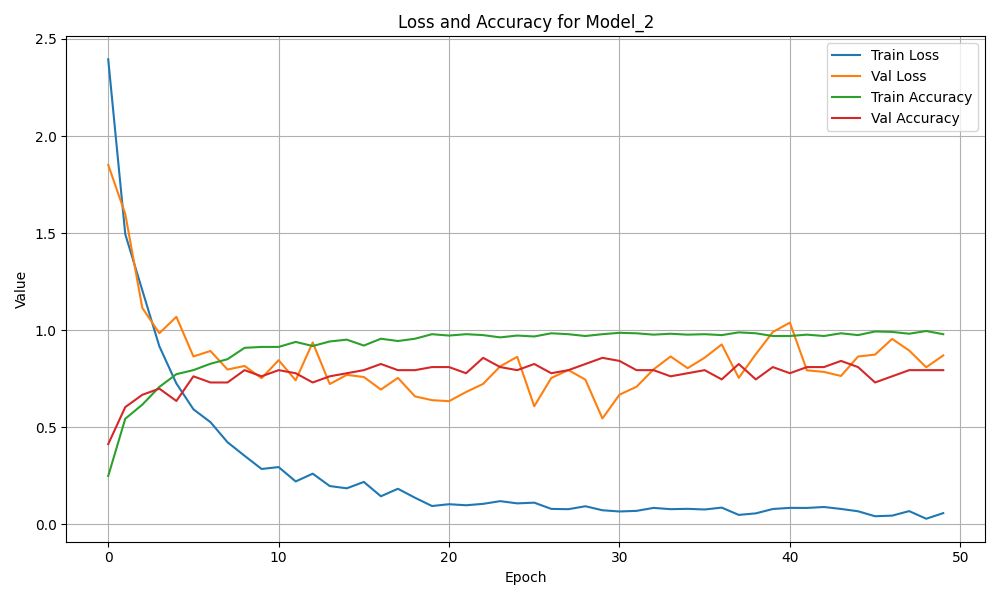 Loss and Accuracy for Model_2
Train Loss
Val Loss
Train Accuracy
Val Accuracy
Value
2.5
2.0
1.5
1.0
0.5
0.0
0 10 20 30 40 50
Epoch